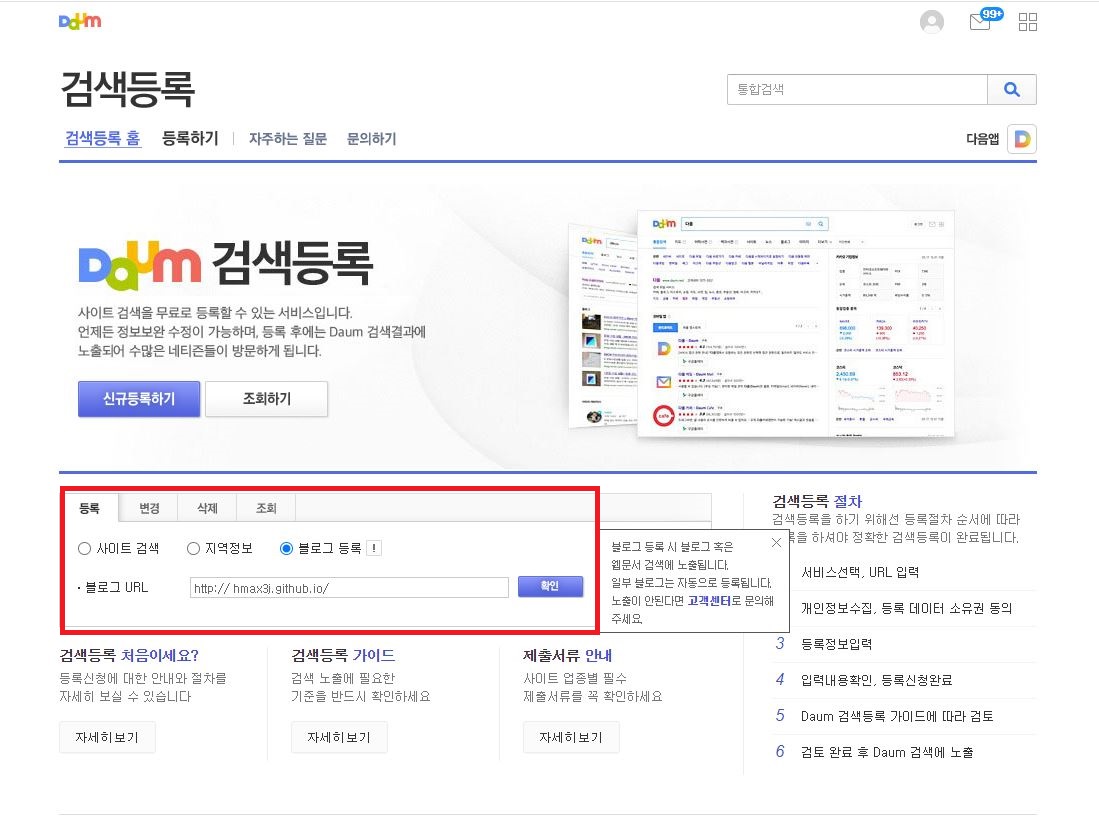 Daum
99+
검색등록
통합검색
검색등록 홈 등록하기 자주하는 질문 문의하기
다음앱
Daum 검색등록
사이트 검색을 무료로 등록할 수 있는 서비스입니다.
언제든 정보보완 수정이 가능하며, 등록 후에는 Daum 검색결과에
노출되어 수많은 네티즌들이 방문하게 됩니다.
신규등록하기 조회하기
Daum
다음
등록 변경 삭제 조회
사이트 검색 지역정보 블로그 등록 !
· 블로그 URL http:// hmax3j.github.io/ 확인
블로그 등록 시 블로그 혹은
웹문서 검색에 노출됩니다.
일부 블로그는 자동으로 등록됩니다.
노출이 안된다면 고객센터로 문의해
주세요.
검색등록 처음이세요?
등록신청에 대한 안내와 절차를
자세히 보실 수 있습니다
자세히보기
검색등록 가이드
검색 노출에 필요한
기준을 반드시 확인하세요
자세히보기
제출서류 안내
사이트 업종별 필수
제출서류를 꼭 확인하세요
자세히보기
검색등록 절차
검색등록을 하기 위해선 등록절차 순서에 따라
록을 하셔야 정확한 검색등록이 완료됩니다.
서비스선택, URL 입력
개인정보수집, 등록 데이터 소유권 동의
3 등록정보입력
4 입력내용확인, 등록신청완료
5 Daum 검색등록 가이드에 따라 검토
6 검토 완료 후 Daum 검색에 노출